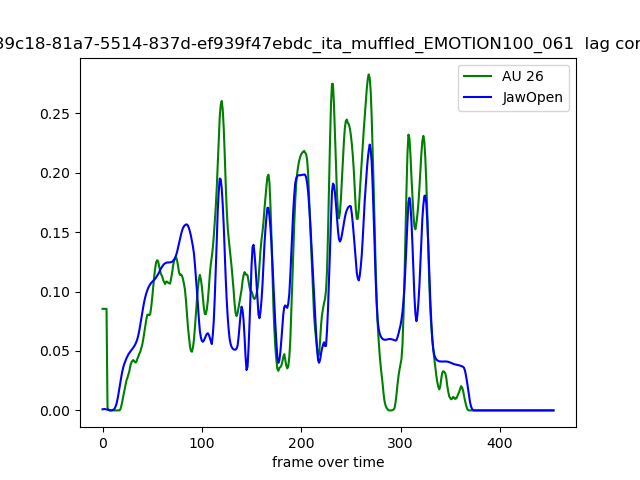 39c18-81a7-5514-837d-ef939f47ebdc_ita_muffled_EMOTION100_061 lag cor
AU 26
JawOpen
0.25
0.20
0.15
0.10
0.05
0.00
0 100 200 300 400
frame over time